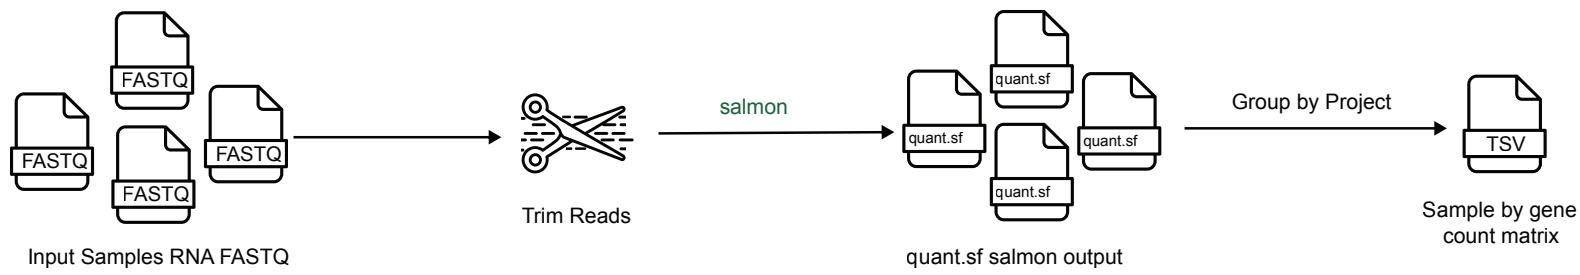 FASTQ
FASTQ
FASTQ
FASTQ
Input Samples RNA FASTQ
Trim Reads
salmon
quant.sf
quant.sf
quant.sf
quant.sf
quant.sf salmon output
Group by Project
TSV
Sample by gene
count matrix